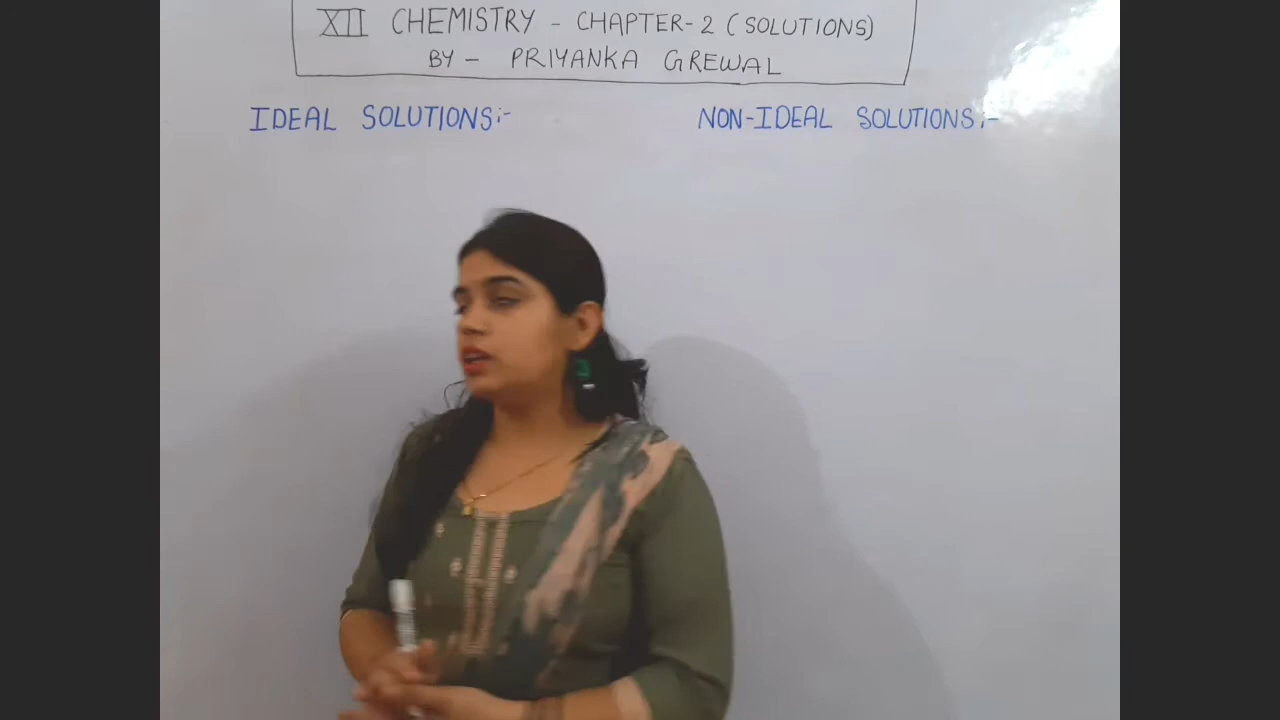 XII CHEMISTRY - CHAPTER-2 (SOLUTIONS)
BY - PRIYANKA GREWAL
IDEAL SOLUTIONS:-
NON-IDEAL SOLUTIONS:-